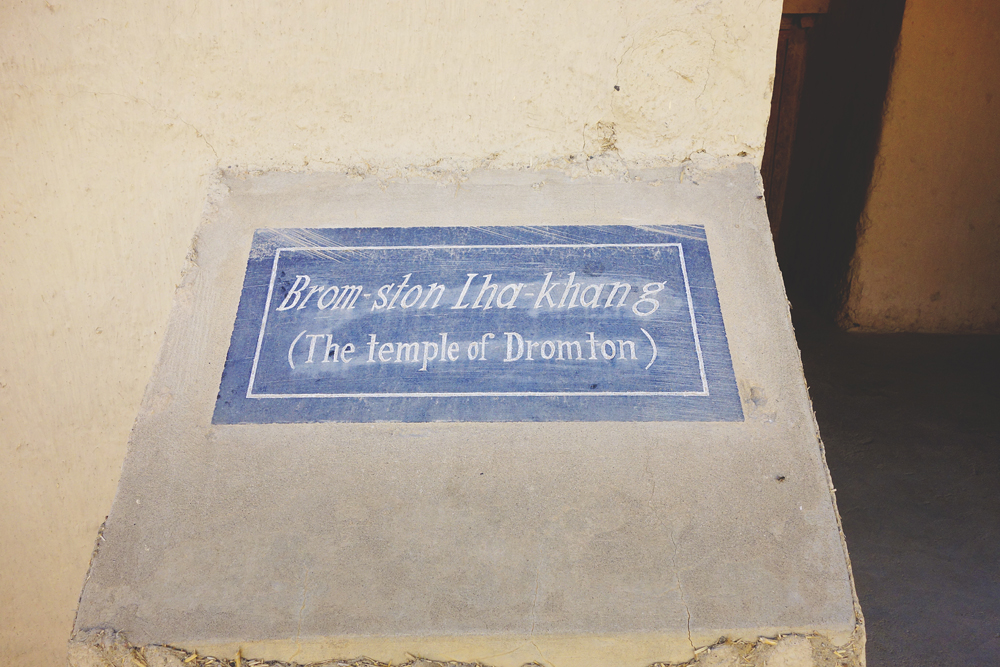 Brom-ston Lha-khang
(The temple of Dromton)